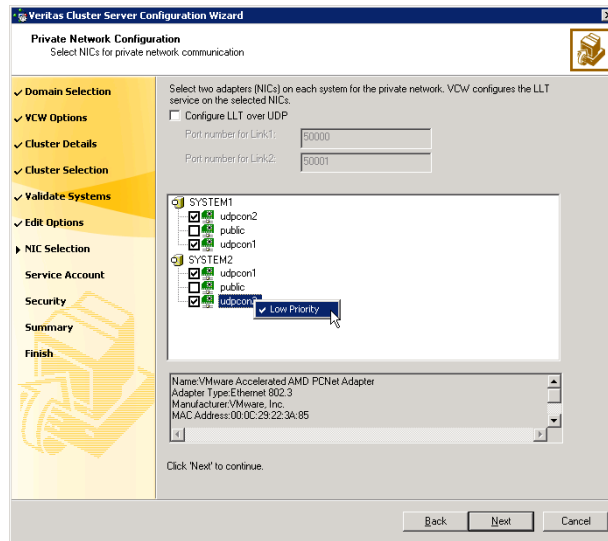 Veritas Cluster Server Configuration Wizard
Private Network Configuration
Select NICs for private network communication
Domain Selection
VCW Options
Cluster Details
Cluster Selection
Validate Systems
Edit Options
NIC Selection
Service Account
Security
Summary
Finish
Select two adapters (NICs) on each system for the private network. VCW configures the LLT
service on the selected NICs.
Configure LLT over UDP
Port number for Link1:
50000
Port number for Link2:
50001
SYSTEM1
udpcon2
public
udpcon1
SYSTEM2
udpcon1
public
Low Priority
Name:VMware Accelerated AMD PCNet Adapter
Adapter Type:Ethernet 802.3
Manufacturer:VMware, Inc.
MAC Address:00:0C:29:22:3A:85
Click 'Next' to continue.
Back
Next
Cancel